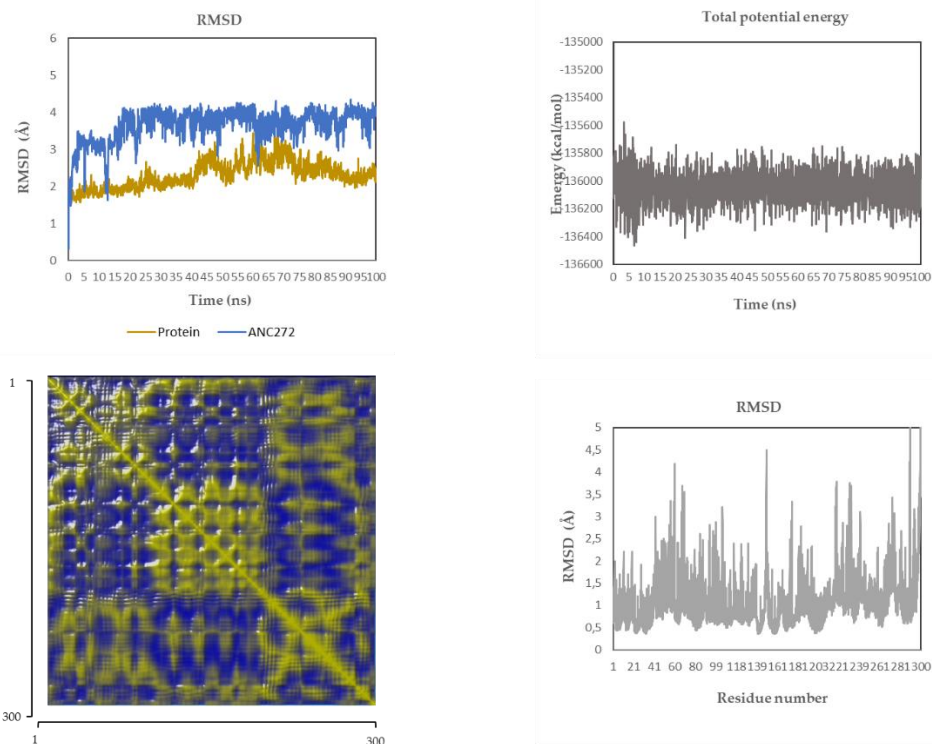 RMSD
6
5
4
3
2
1
0
RMSD (Å)
0 5 10 15 20 25 30 35 40 45 50 55 60 65 70 75 80 85 90 95100
Time (ns)
Protein ANC272
Total potential energy
-135000
-135200
-135400
-135600
-135800
-136000
-136200
-136400
-136600
Emergy (kcal/mol)
0 5 10 15 20 25 30 35 40 45 50 55 60 65 70 75 80 85 90 95100
Time (ns)
1
300
1 300
RMSD
5
4,5
4
3,5
3
2,5
2
1,5
1
0,5
0
RMSD (Å)
1 21 41 60 80 99 118139161181203221239261281300
Residue number